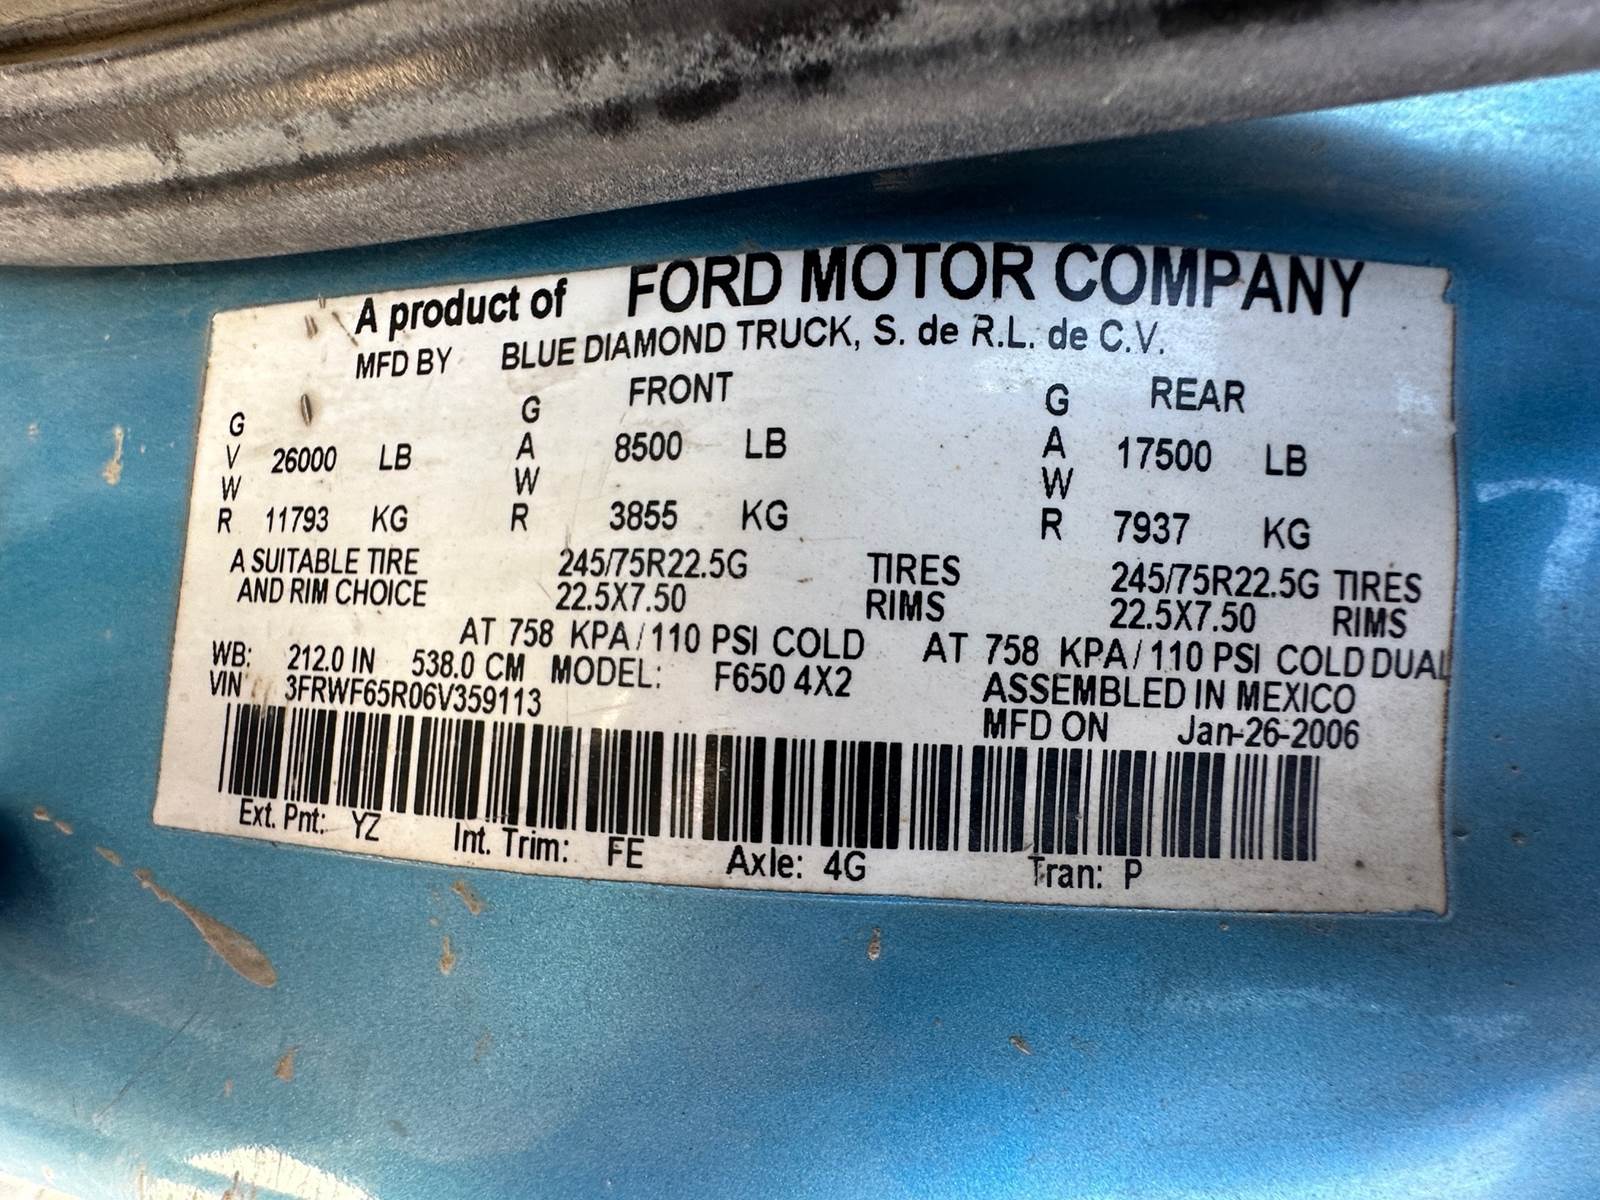 A product of FORD MOTOR COMPANY
MFD BY BLUE DIAMOND TRUCK, S. de R.L. de C.V.
FRONT REAR
GVWR 26000 LB GAWR 8500 LB GAWR 17500 LB
11793 KG 3855 KG 7937 KG
A SUITABLE TIRE 245/75R22.5G TIRES 245/75R22.5G TIRES
AND RIM CHOICE 22.5X7.50 RIMS 22.5X7.50 RIMS
AT 758 KPA/110 PSI COLD AT 758 KPA/110 PSI COLD DUAL
WB: 212.0 IN 538.0 CM MODEL: F650 4X2 ASSEMBLED IN MEXICO
VIN 3FRWF65R06V359113 MFD ON Jan-26-2006
Ext. Pnt: YZ Int. Trim: FE Axle: 4G Tran: P